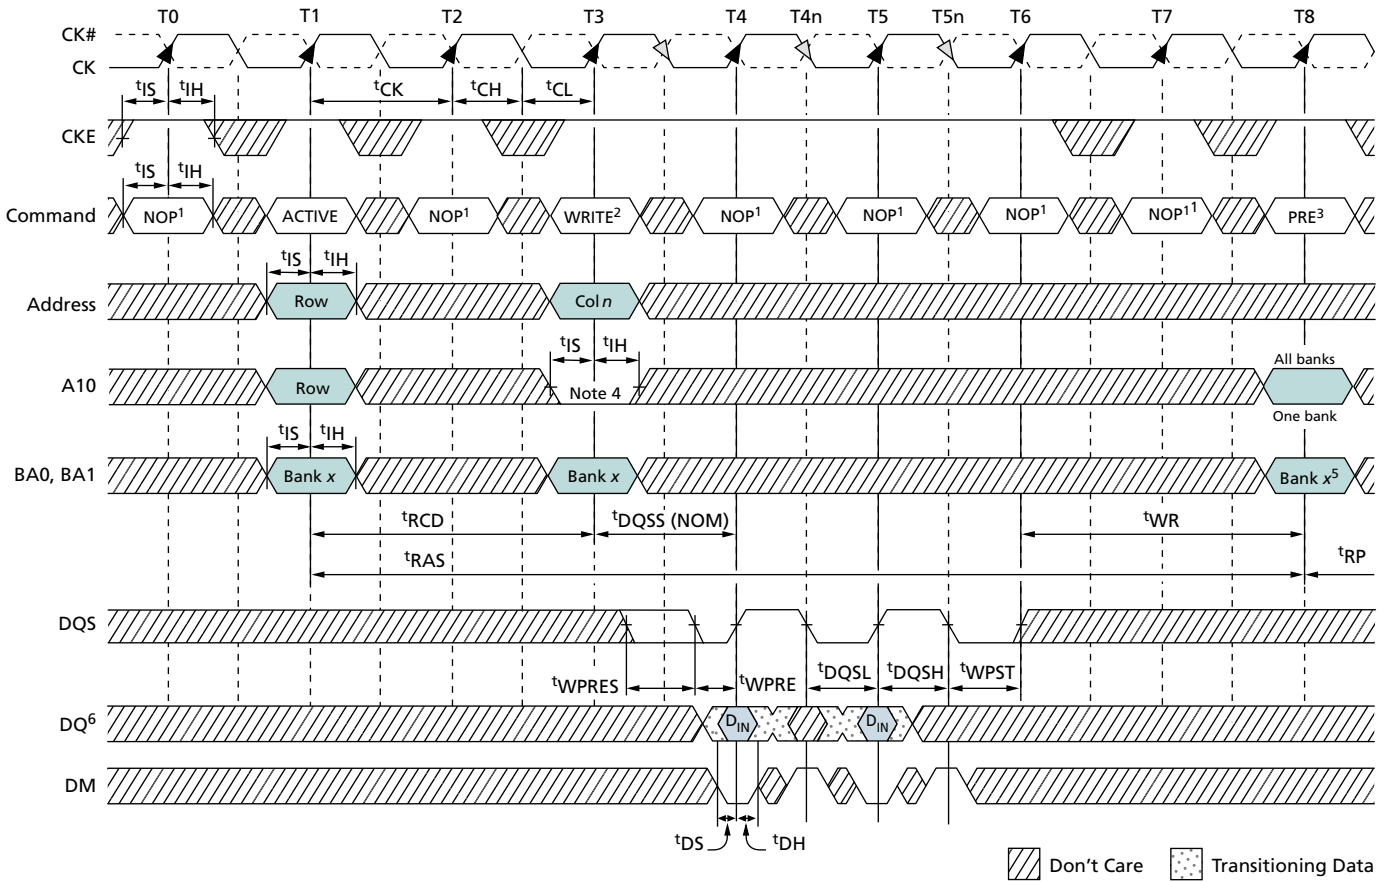 T0 T1 T2 T3 T4 T4n T5 T5n T6 T7 T8
CK#
CK
tIS tIH tCK tCH tCL
CKE
tIS tIH
Command NOP1 ACTIVE NOP1 WRITE2 NOP1 NOP1 NOP1 NOP11 PRE3
tIS tIH
Address Row Col n
tIS tIH
All banks
A10 Row Note 4
One bank
tIS tIH
BA0, BA1 Bank x Bank x Bank x5
tRCD tDQSS (NOM) tWR
tRAS tRP
DQS
tWPRES tWPRE tDQSL tDQSH tWPST
DQ6 DIN DIN
DM
tDS tDH
Don't Care Transitioning Data